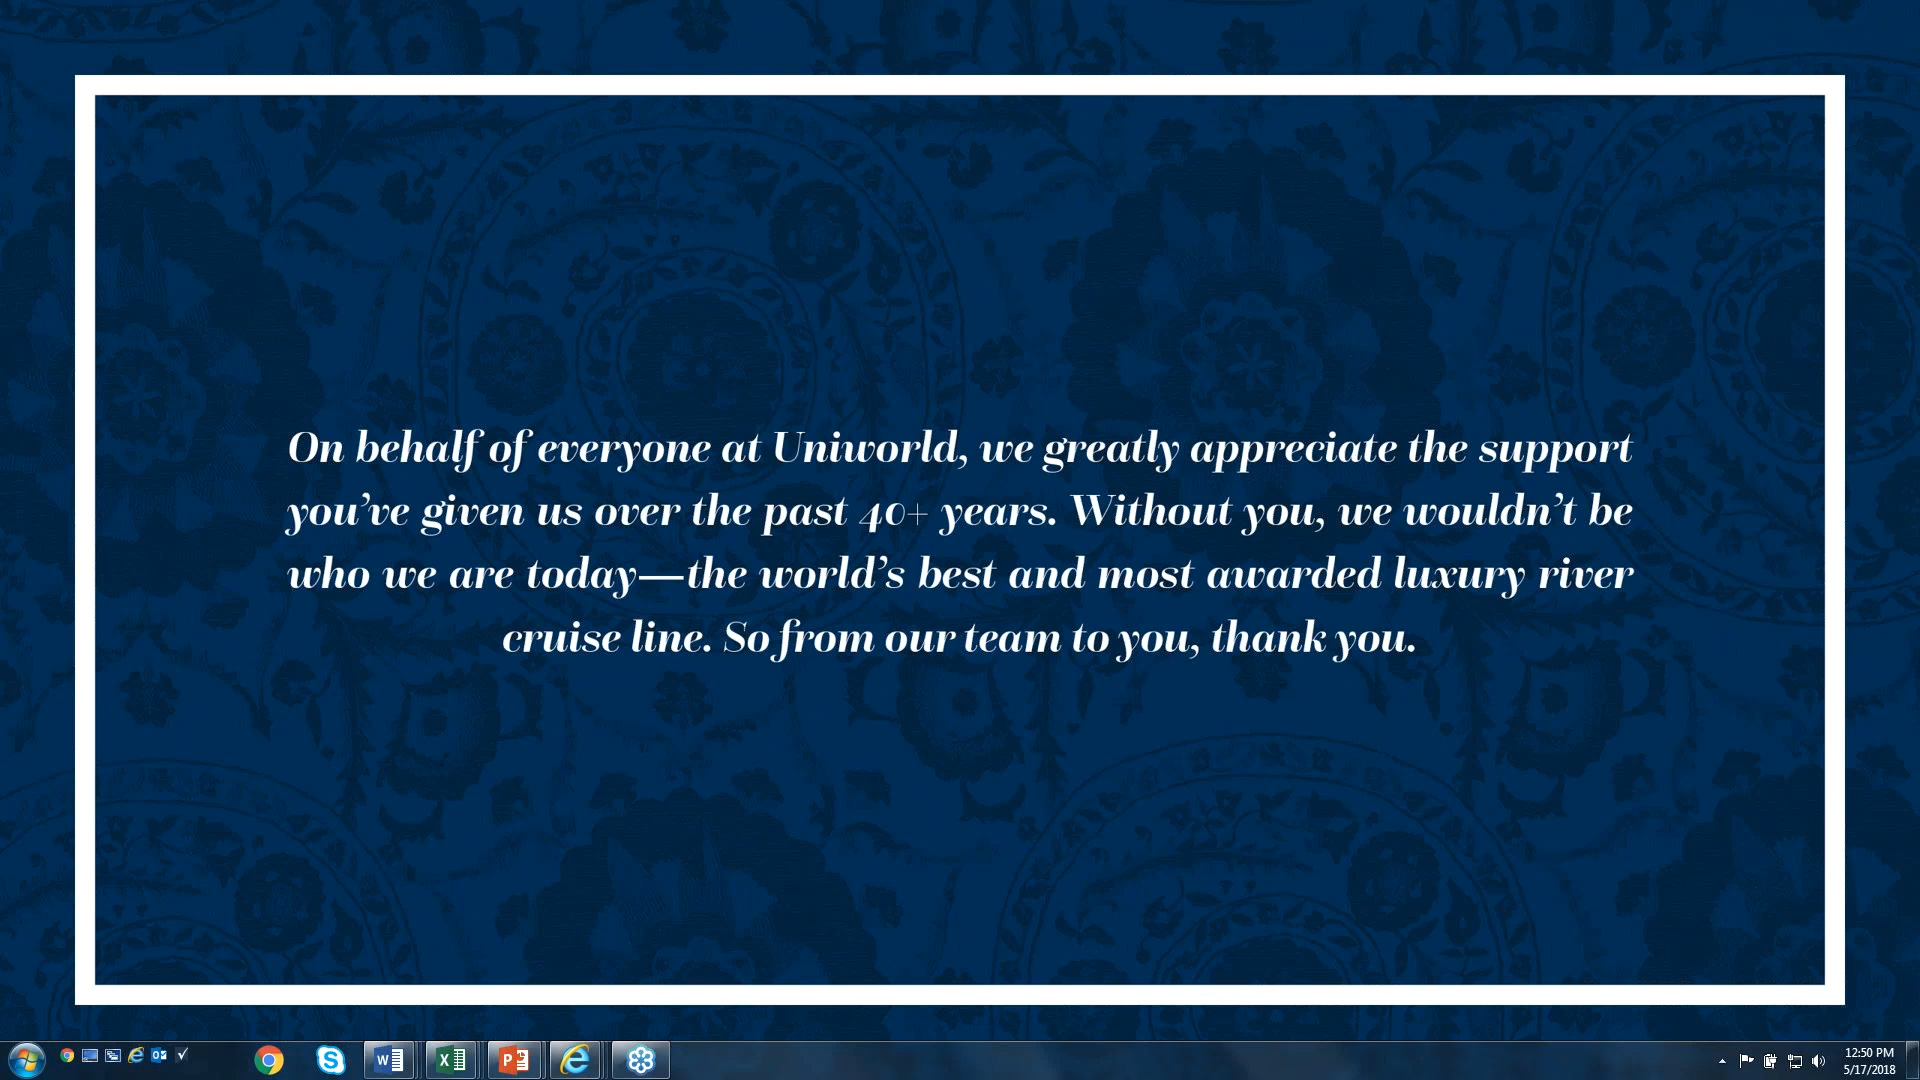 On behalf of everyone at Uniworld, we greatly appreciate the support
you’ve given us over the past 40+ years. Without you, we wouldn’t be
who we are today—the world’s best and most awarded luxury river
cruise line. So from our team to you, thank you.
12:50 PM
5/17/2018